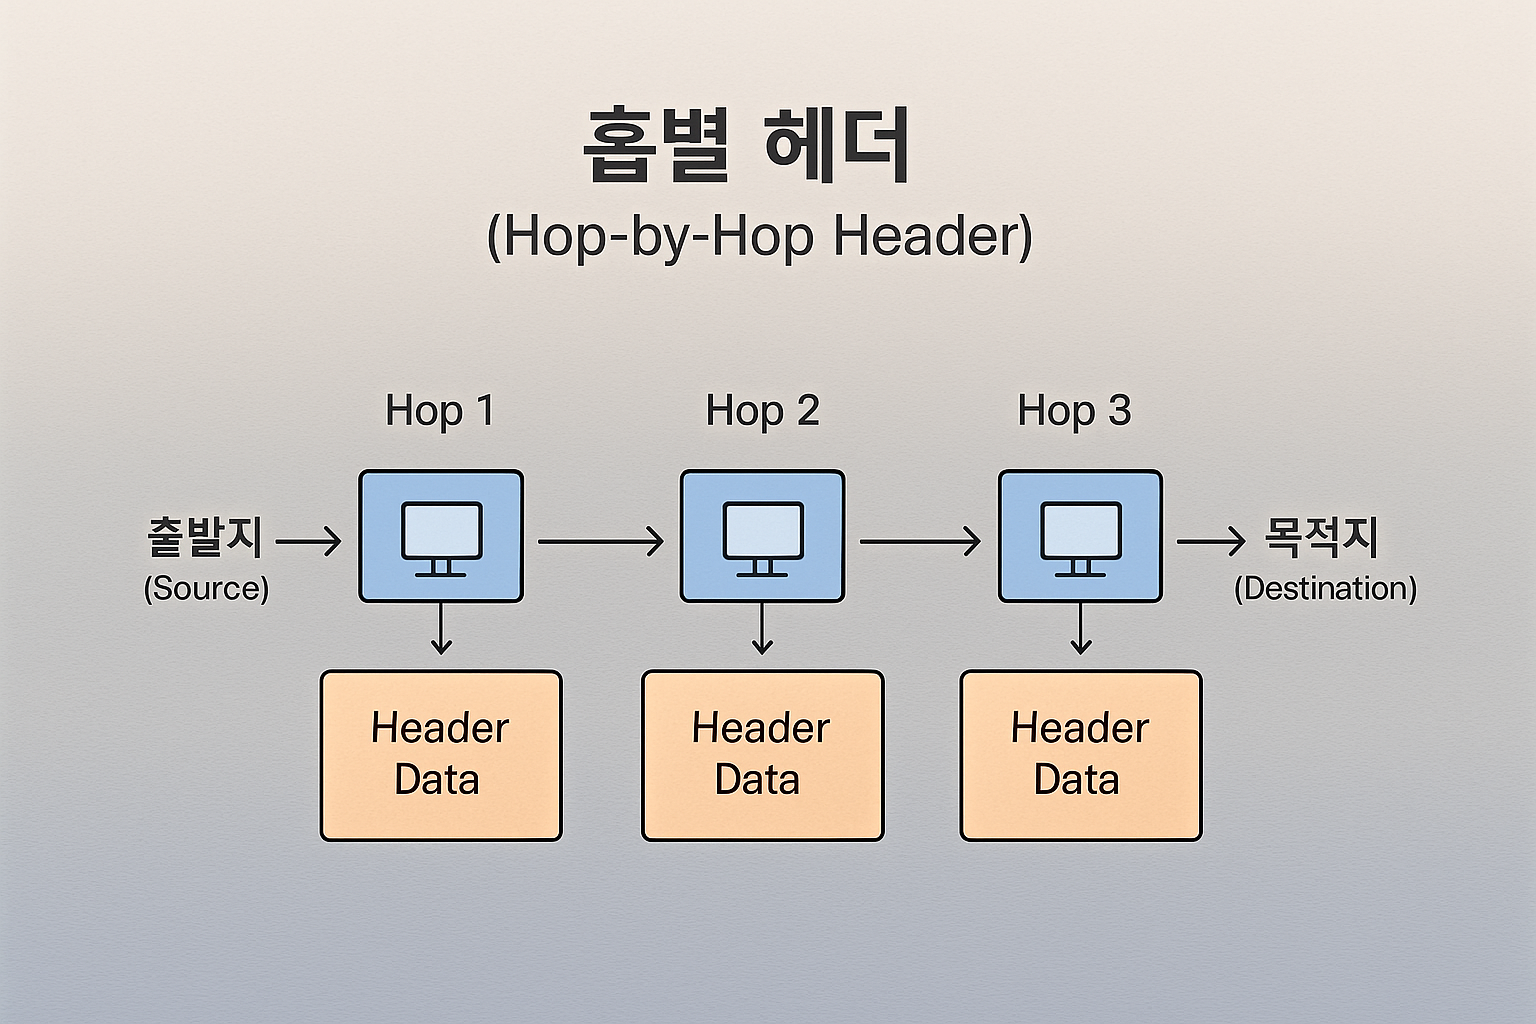 홉별 헤더
(Hop-by-Hop Header)
Hop 1
Hop 2
Hop 3
출발지
(Source)
목적지
(Destination)
Header
Data
Header
Data
Header
Data